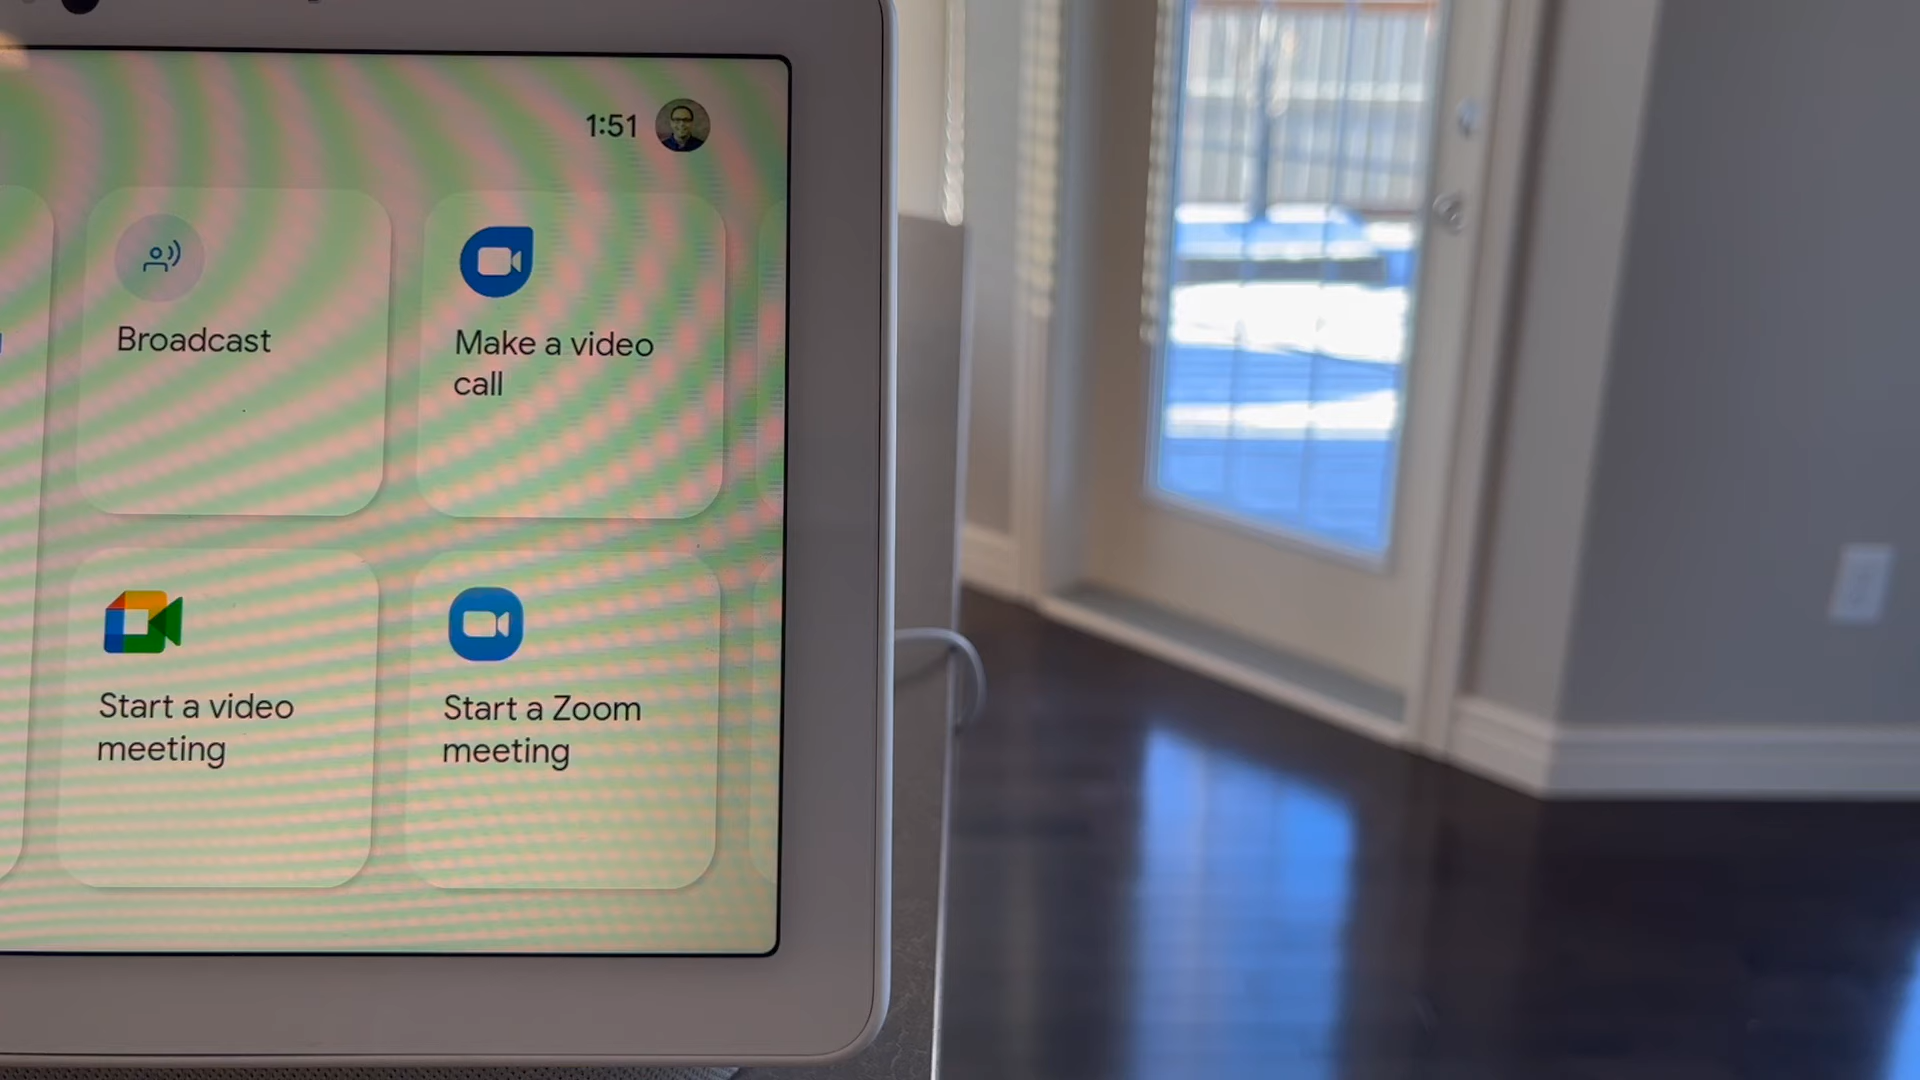 1:51
Broadcast
Make a video
call
Start a video
meeting
Start a Zoom
meeting